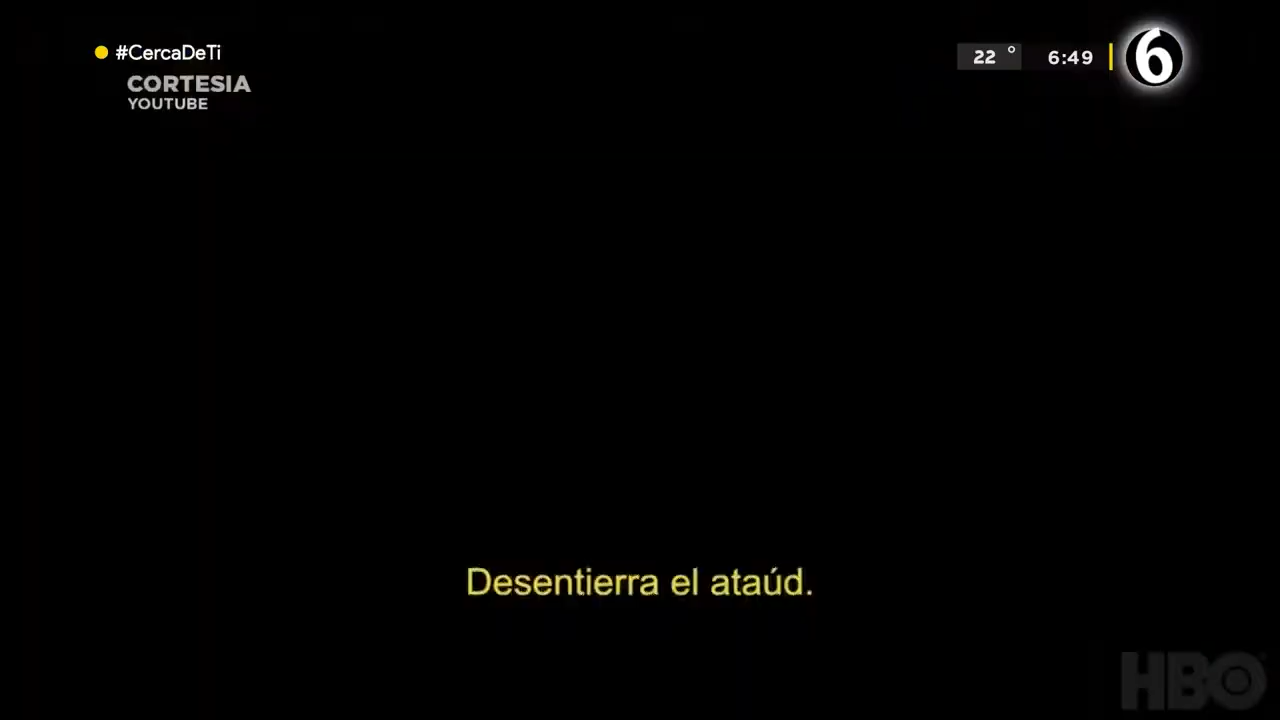 #CercaDeTi
CORTESIA
YOUTUBE
22 °
6:49
6
Desentierra el ataúd.
HBO